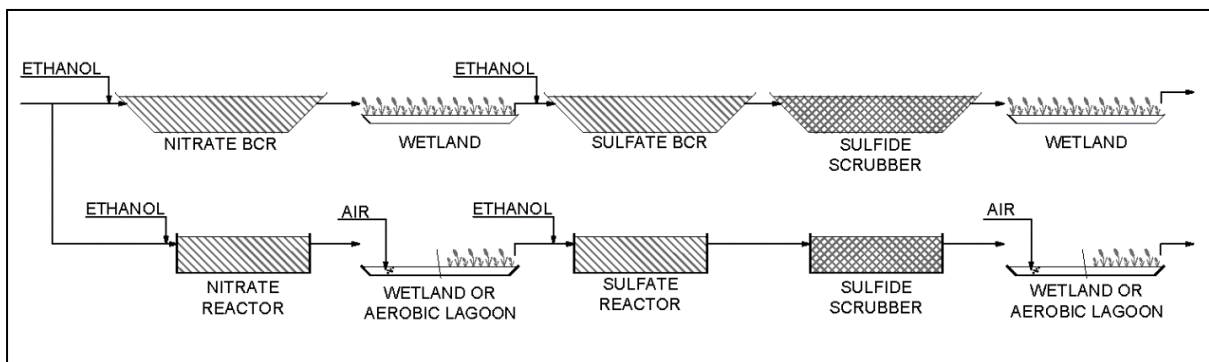 ETHANOL
ETHANOL
NITRATE BCR
WETLAND
SULFATE BCR
SULFIDE
SCRUBBER
WETLAND
ETHANOL
AIR
ETHANOL
AIR
NITRATE
REACTOR
WETLAND OR
AEROBIC LAGOON
SULFATE
REACTOR
SULFIDE
SCRUBBER
WETLAND OR
AEROBIC LAGOON